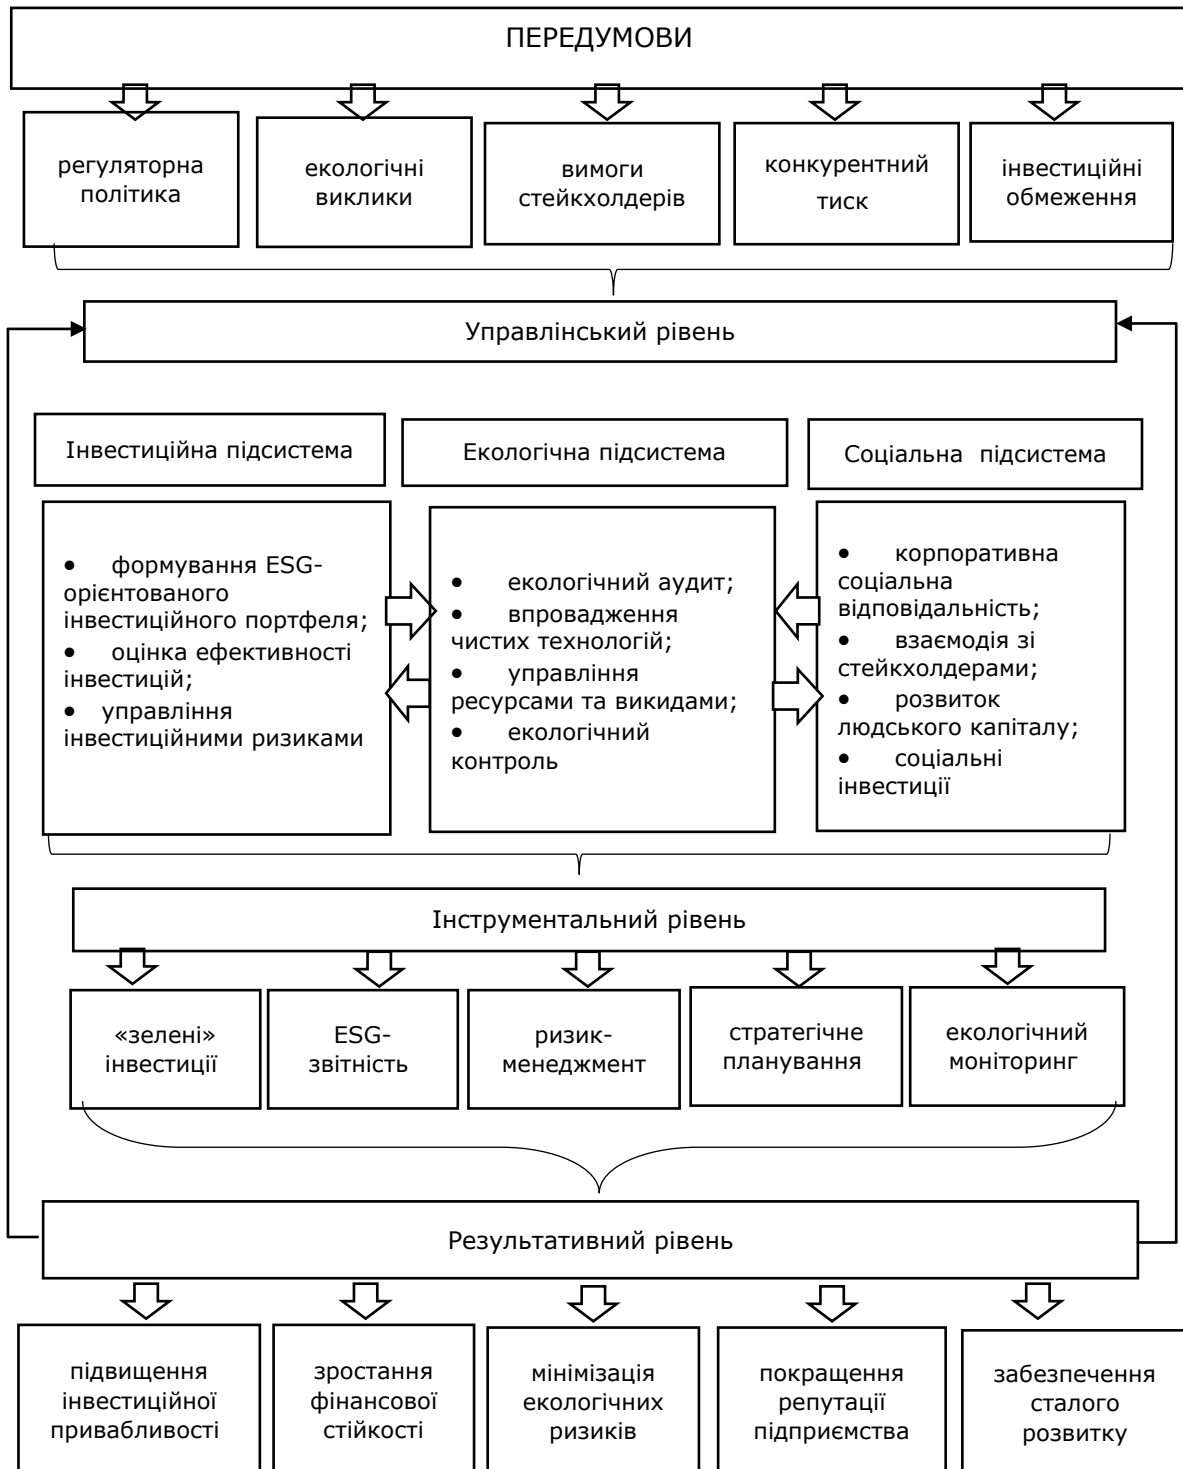 ПЕРЕДУМОВИ
регуляторна
політика
екологічні
виклики
вимоги
стейкхолдерів
конкурентний
тиск
інвестиційні
обмеження
Управлінський рівень
Інвестиційна підсистема
Екологічна підсистема
Соціальна підсистема
• формування ESG-
орієнтованого
інвестиційного портфеля;
• оцінка ефективності
інвестицій;
• управління
інвестиційними ризиками
• екологічний аудит;
• впровадження
чистих технологій;
• управління
ресурсами та викидами;
• екологічний
контроль
• корпоративна
соціальна
відповідальність;
• взаємодія зі
стейкхолдерами;
• розвиток
людського капіталу;
• соціальні
інвестиції
Інструментальний рівень
«зелені»
інвестиції
ESG-
звітність
ризик-
менеджмент
стратегічне
планування
екологічний
моніторинг
Результативний рівень
підвищення
інвестиційної
привабливості
зростання
фінансової
стійкості
мінімізація
екологічних
ризиків
покращення
репутації
підприємства
забезпечення
сталого
розвитку